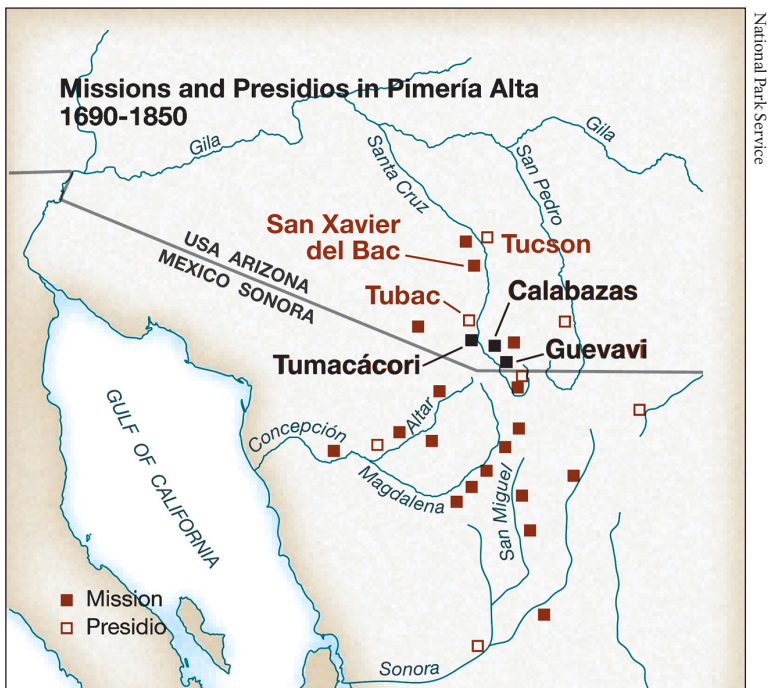 Missions and Presidios in Pimería Alta
1690-1850
National Park Service
Gila
Gila
Santa Cruz
San Pedro
San Xavier
del Bac
Tucson
USA ARIZONA
MEXICO SONORA
Tubac
Calabazas
Tumacácori
Guevavi
GULF OF CALIFORNIA
Concepción
Altar
Magdalena
San Miguel
Mission
Presidio
Sonora